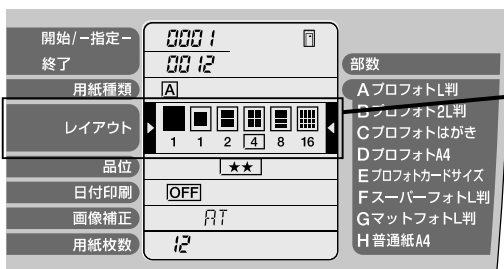 開始/−指定− 0001
終了 0012
用紙種類 A
レイアウト 1 1 2 4 8 16
品位 ★★
日付印刷 OFF
画像補正 AT
用紙枚数 12
部数
AプロフォトL判
Bプロフォト2L判
Cプロフォトはがき
DプロフォトA4
Eプロフォトカードサイズ
FスーパーフォトL判
GマットフォトL判
H普通紙A4